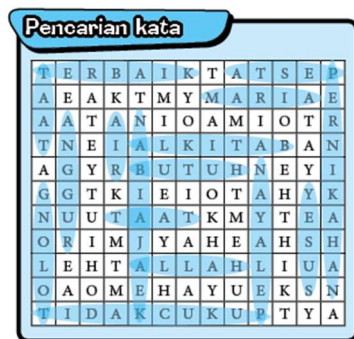 Pencarian kata
T E R B A I K T A T S E P
A E A K T M Y M A R I A E
A A T A N I O A M I O T R
T N E I A L K I T A B A N
A G Y R B U T U H N E Y I
G G T K I E I O T A H Y K
N U U T A A T K M Y T E A
O R I M J Y A H E A H S H
L E H T A L L A H L I U A
O A O M E H A Y U E K S N
T I D A K C U K U P T Y A